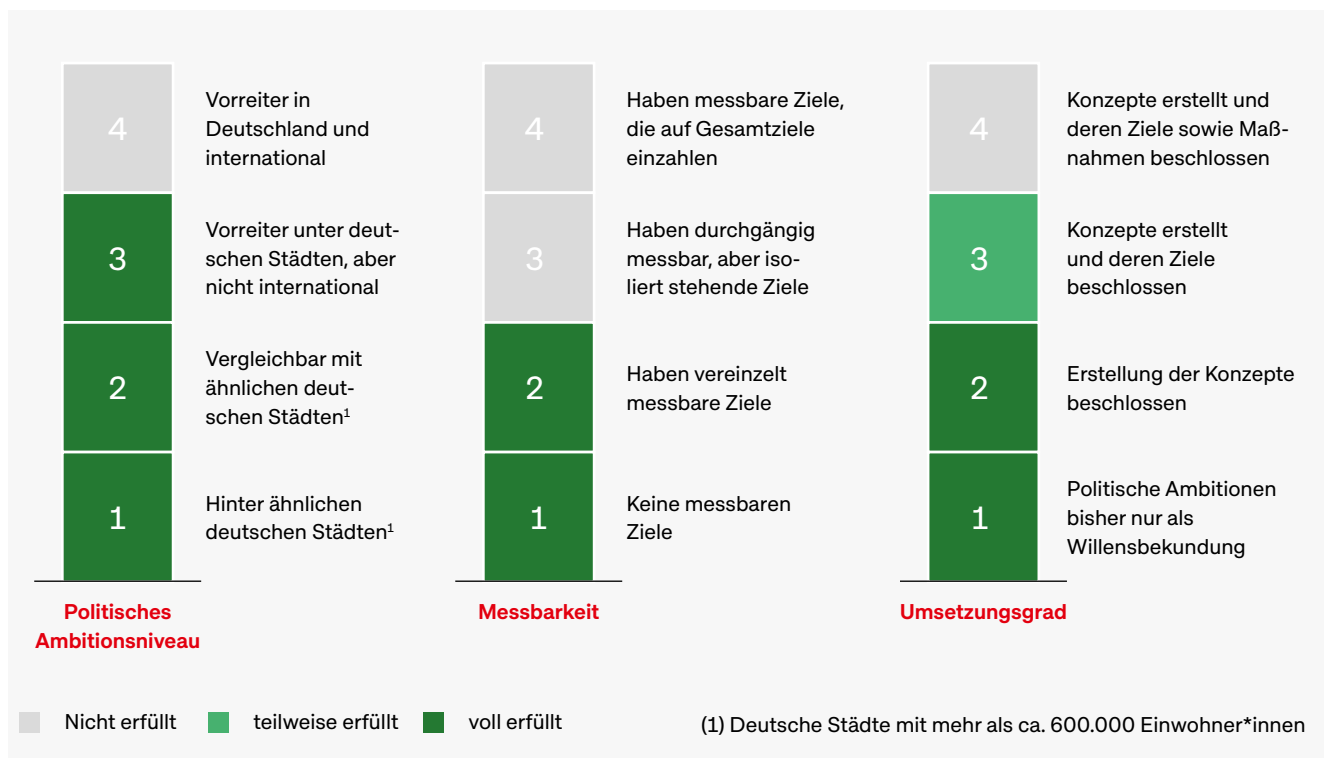 4
Vorreiter in
Deutschland und
international
3
Vorreiter unter deut-
schen Städten, aber
nicht international
2
Vergleichbar mit
ähnlichen deut-
schen Städten¹
1
Hinter ähnlichen
deutschen Städten¹
Politisches
Ambitionsniveau
4
Haben messbare Ziele,
die auf Gesamtziele
einzahlen
3
Haben durchgängig
messbar, aber iso-
liert stehende Ziele
2
Haben vereinzelt
messbare Ziele
1
Keine messbaren
Ziele
Messbarkeit
4
Konzepte erstellt und
deren Ziele sowie Maß-
nahmen beschlossen
3
Konzepte erstellt
und deren Ziele
beschlossen
2
Erstellung der Konzepte
beschlossen
1
Politische Ambitionen
bisher nur als
Willensbekundung
Umsetzungsgrad
Nicht erfüllt
teilweise erfüllt
voll erfüllt
(1) Deutsche Städte mit mehr als ca. 600.000 Einwohner*innen